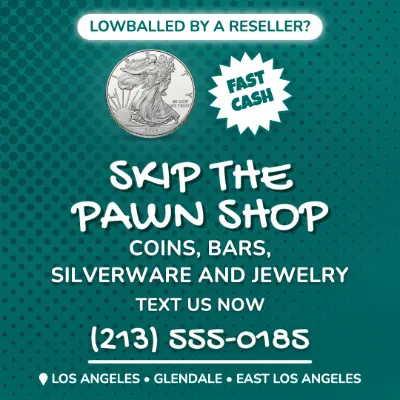 LOWBALLED BY A RESELLER?
FAST
CASH
SKIP THE
PAWN SHOP
COINS, BARS,
SILVERWARE AND JEWELRY
TEXT US NOW
(213) 555-0185
LOS ANGELES • GLENDALE • EAST LOS ANGELES